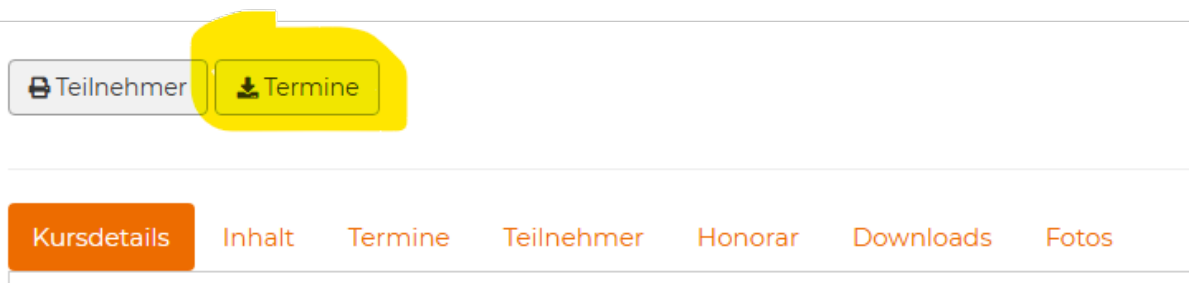 Teilnehmer Termine
Kursdetails Inhalt Termine Teilnehmer Honorar Downloads Fotos